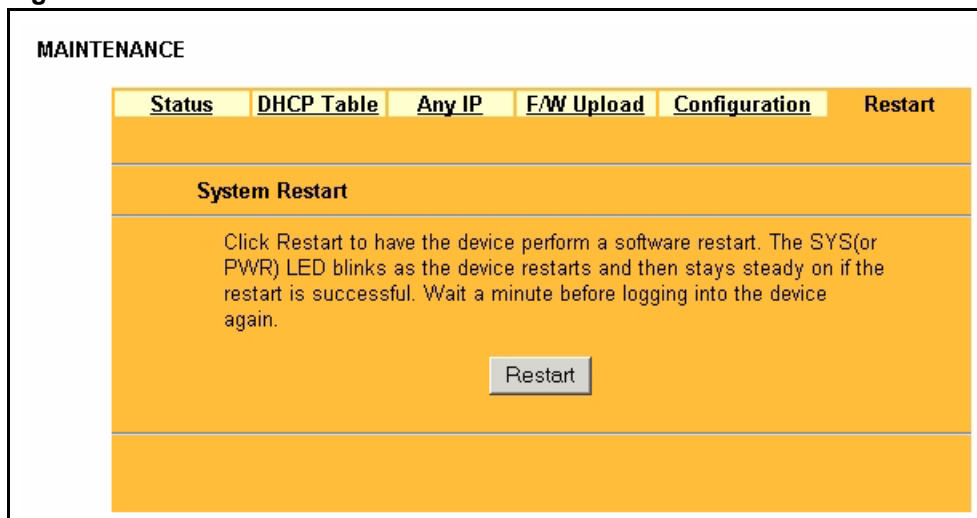 MAINTENANCE
Status DHCP Table Any IP F/W Upload Configuration Restart
System Restart
Click Restart to have the device perform a software restart. The SYS(or
PWR) LED blinks as the device restarts and then stays steady on if the
restart is successful. Wait a minute before logging into the device
again.
Restart